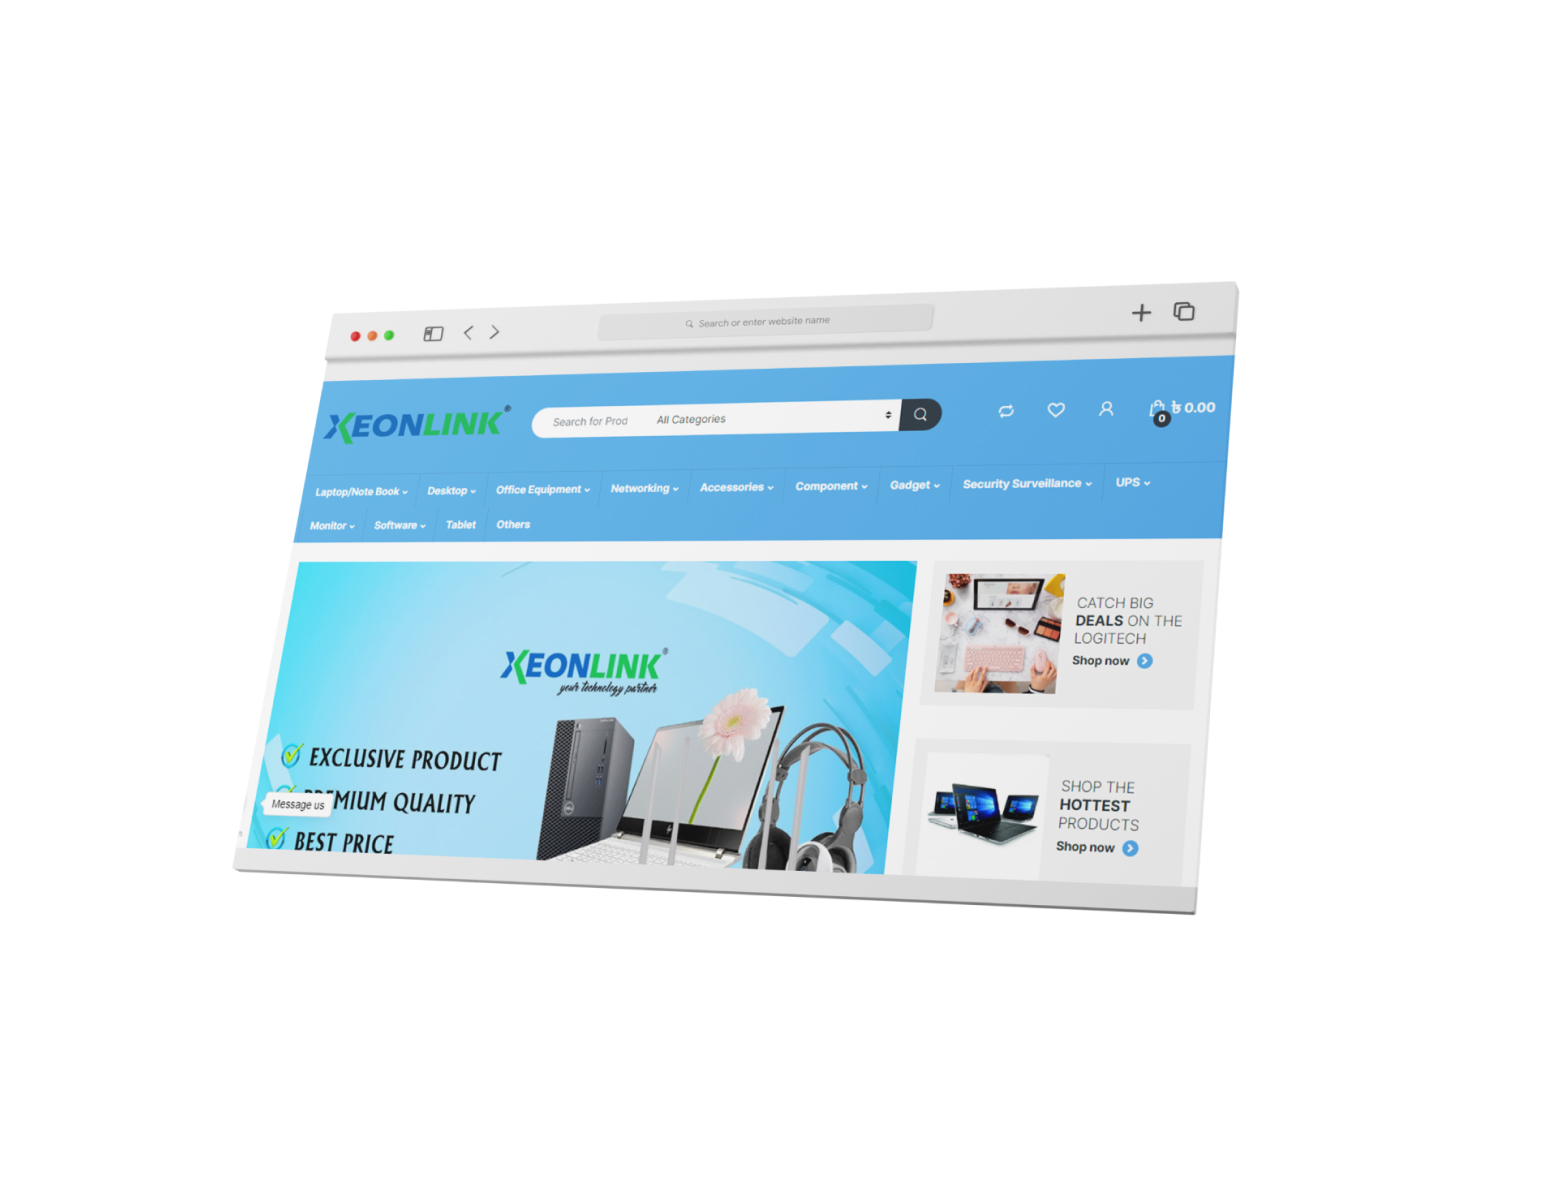 Search or enter website name
XEONLINK®
Search for Prod
All Categories
৳ 0.00
0
Laptop/Note Book
Desktop
Office Equipment
Networking
Accessories
Component
Gadget
Security Surveillance
UPS
Monitor
Software
Tablet
Others
XEONLINK®
your technology partner
EXCLUSIVE PRODUCT
EMIUM QUALITY
BEST PRICE
Message us
CATCH BIG
DEALS ON THE
LOGITECH
Shop now
SHOP THE
HOTTEST
PRODUCTS
Shop now